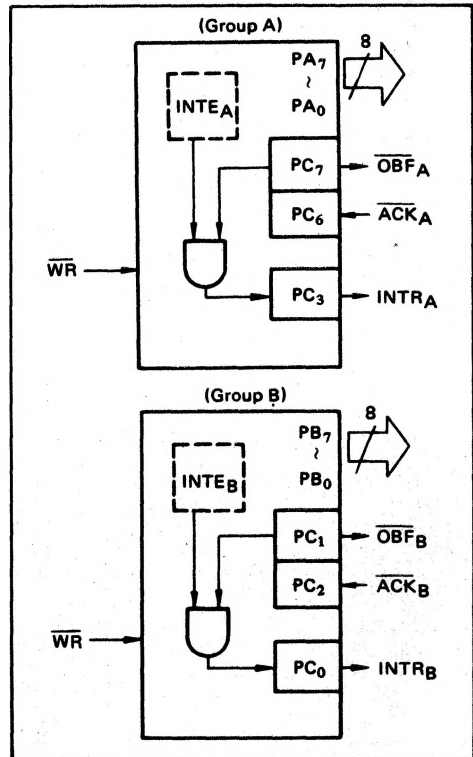 (Group A)
8
PA7
~
PA0
INTEA
PC7
OBFA
PC6
ACKA
WR
PC3
INTRA
(Group B)
8
PB7
~
PB0
INTEB
PC1
OBFB
PC2
ACKB
WR
PC0
INTRB